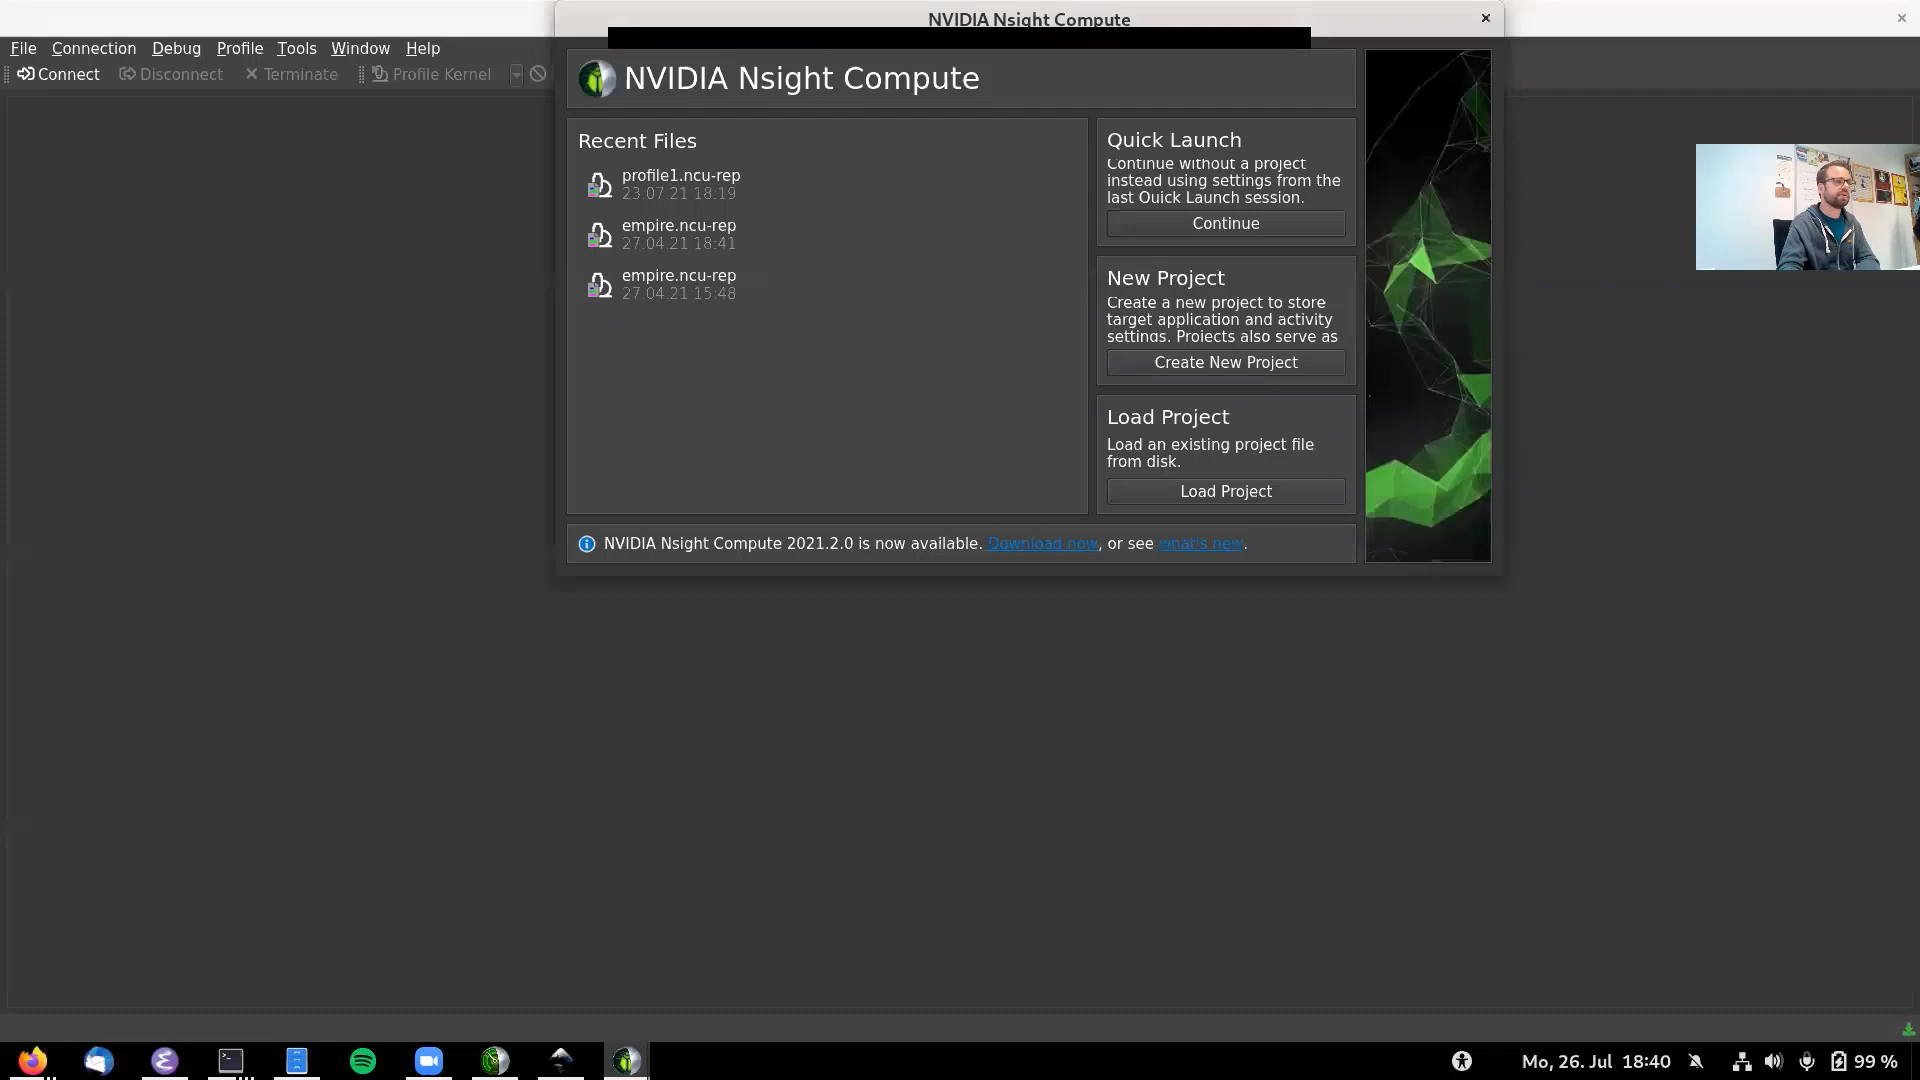 NVIDIA Nsight Compute
File Connection Debug Profile Tools Window Help
Connect Disconnect Terminate Profile Kernel
NVIDIA Nsight Compute
Recent Files
profile1.ncu-rep
23.07.21 18:19
empire.ncu-rep
27.04.21 18:41
empire.ncu-rep
27.04.21 15:48
Quick Launch
Continue without a project
instead using settings from the
last Quick Launch session.
Continue
New Project
Create a new project to store
target application and activity
settings. Projects also serve as
Create New Project
Load Project
Load an existing project file
from disk.
Load Project
NVIDIA Nsight Compute 2021.2.0 is now available. Download now, or see what's new.
Mo, 26. Jul 18:40
99 %